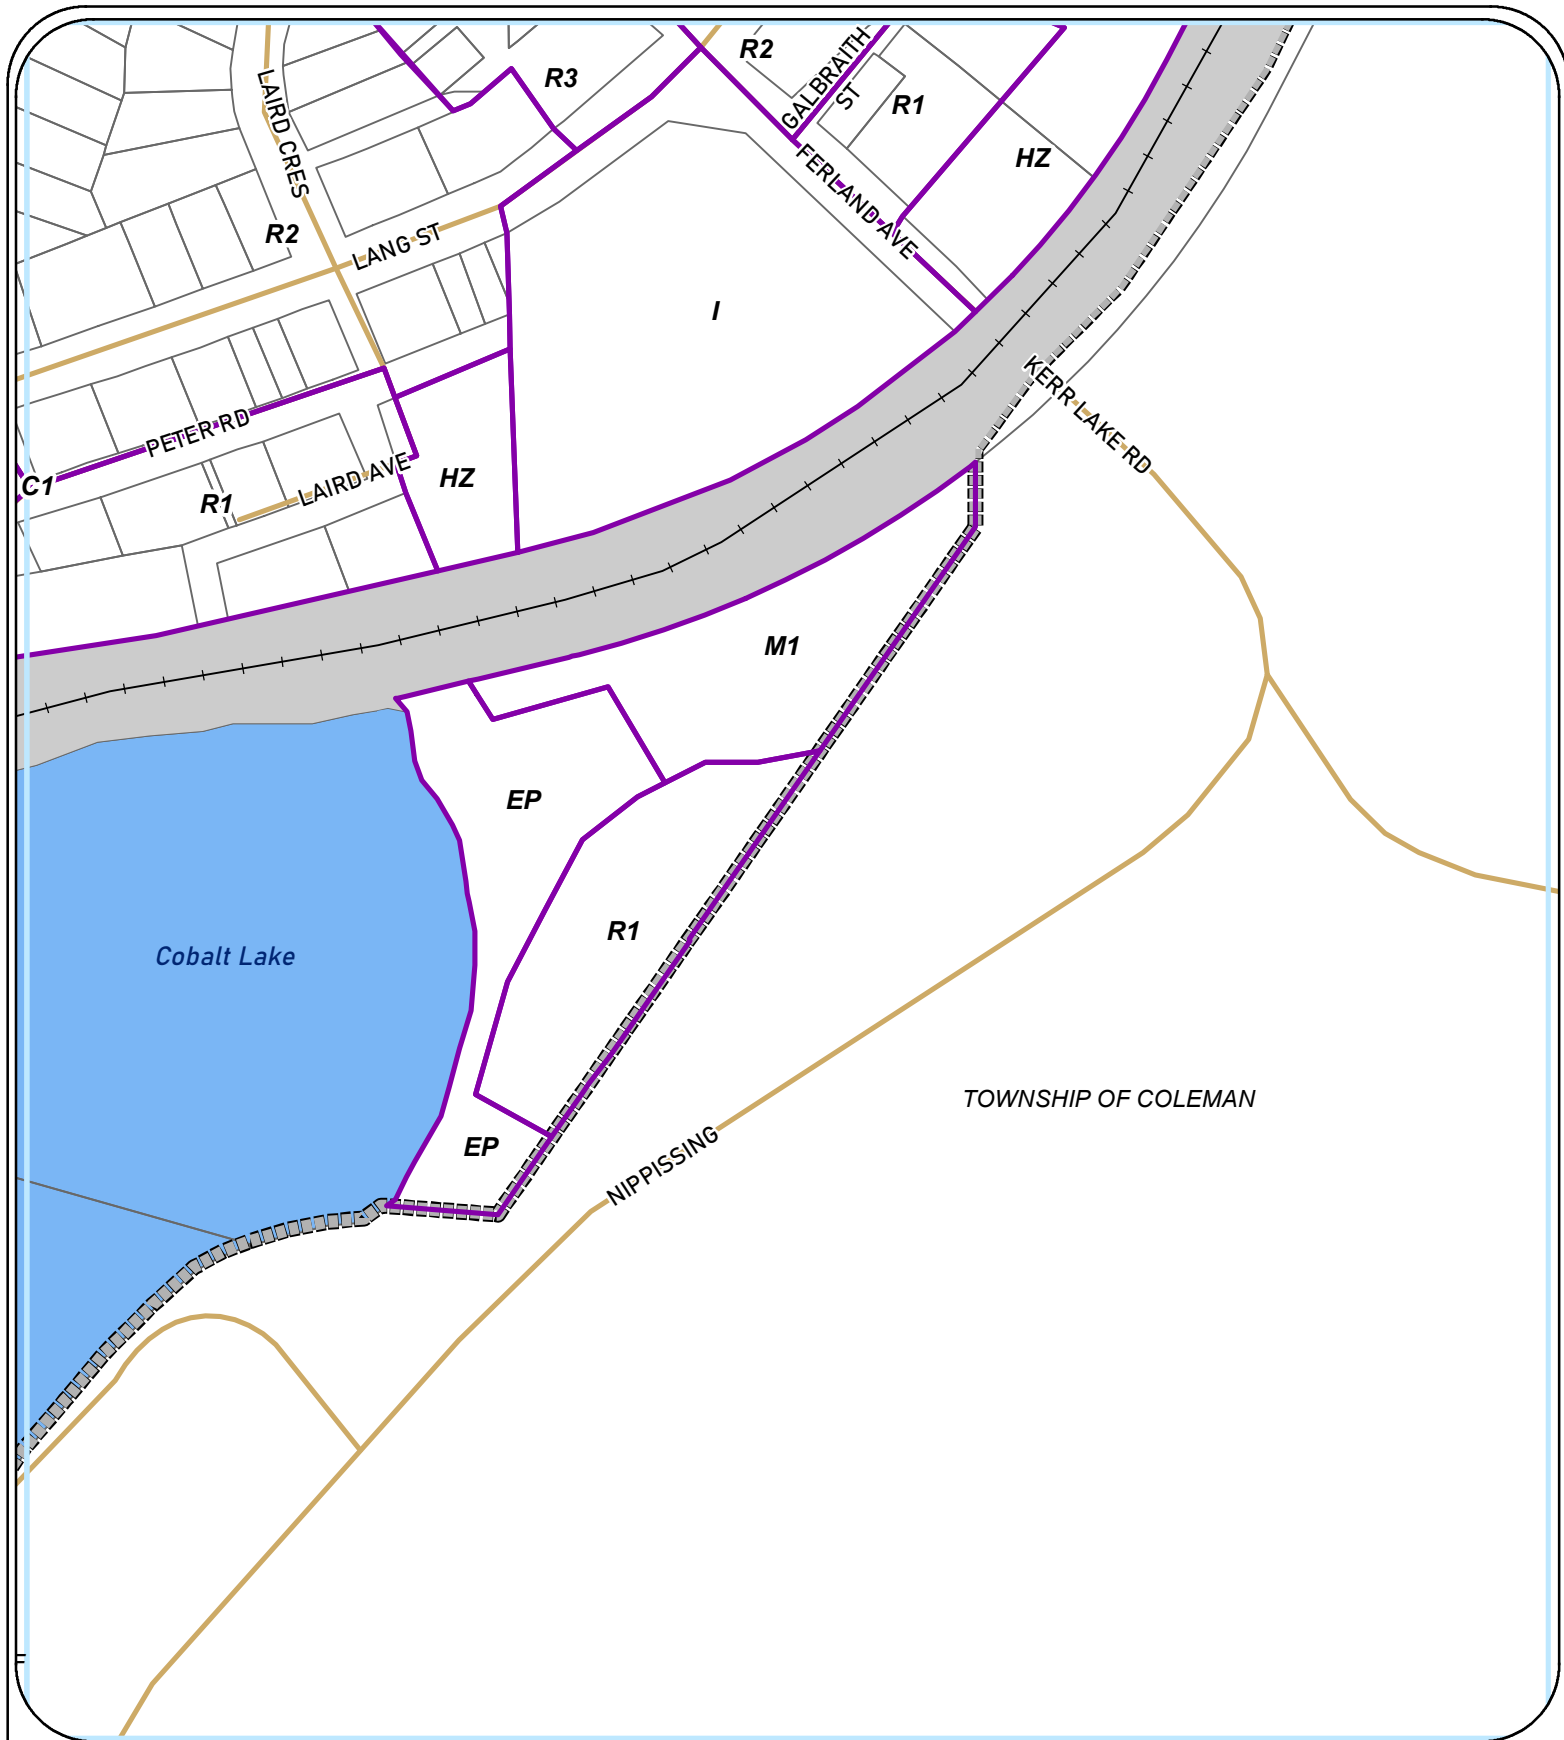 R2
GALBRAITH
ST
R3
R1
LAIRD CRES
HZ
FERLAND AVE
R2
LANG ST
I
KERR LAKE RD
PETER RD
C1
R1
LAIRD AVE
HZ
M1
EP
R1
Cobalt Lake
TOWNSHIP OF COLEMAN
EP
NIPPISSING